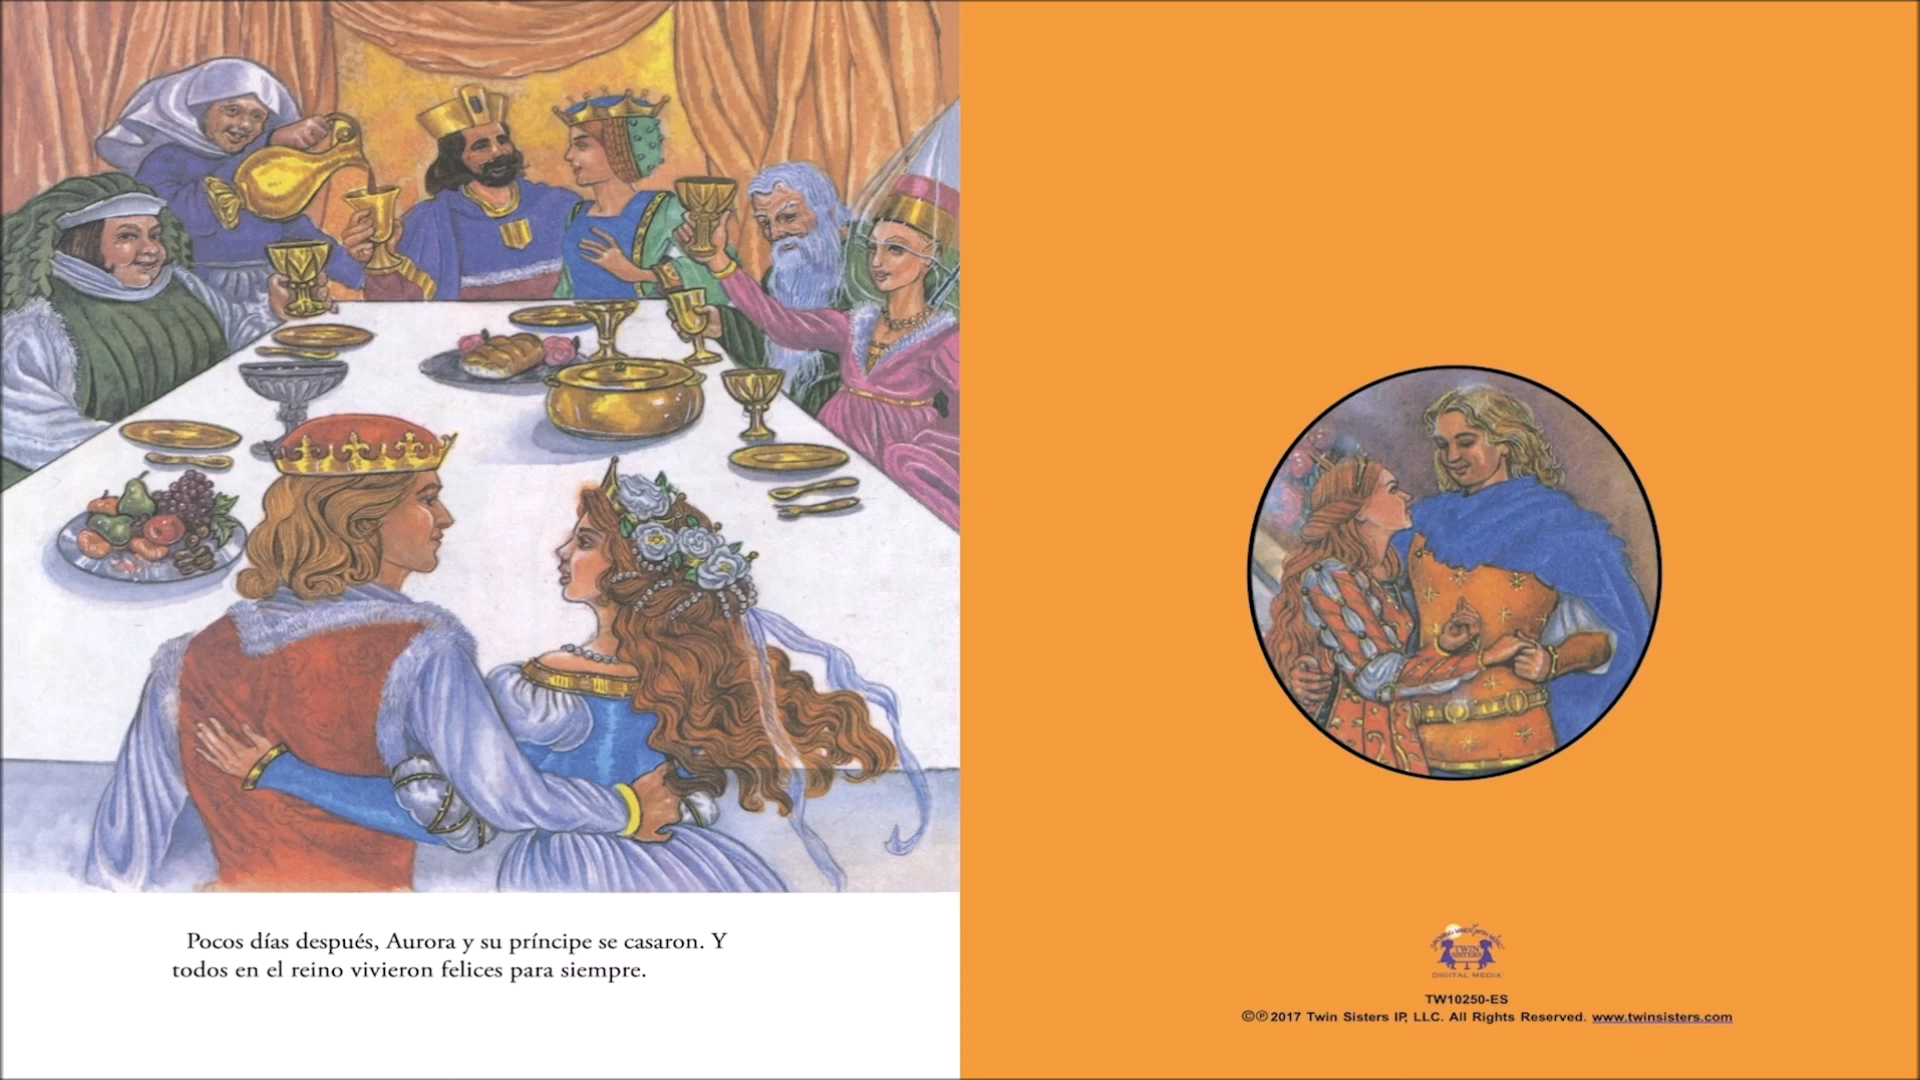 Pocos días después, Aurora y su príncipe se casaron. Y
todos en el reino vivieron felices para siempre.
TWIN
SISTERS
DIGITAL MEDIA
TW10250-ES
©℗ 2017 Twin Sisters IP, LLC. All Rights Reserved. www.twinsisters.com